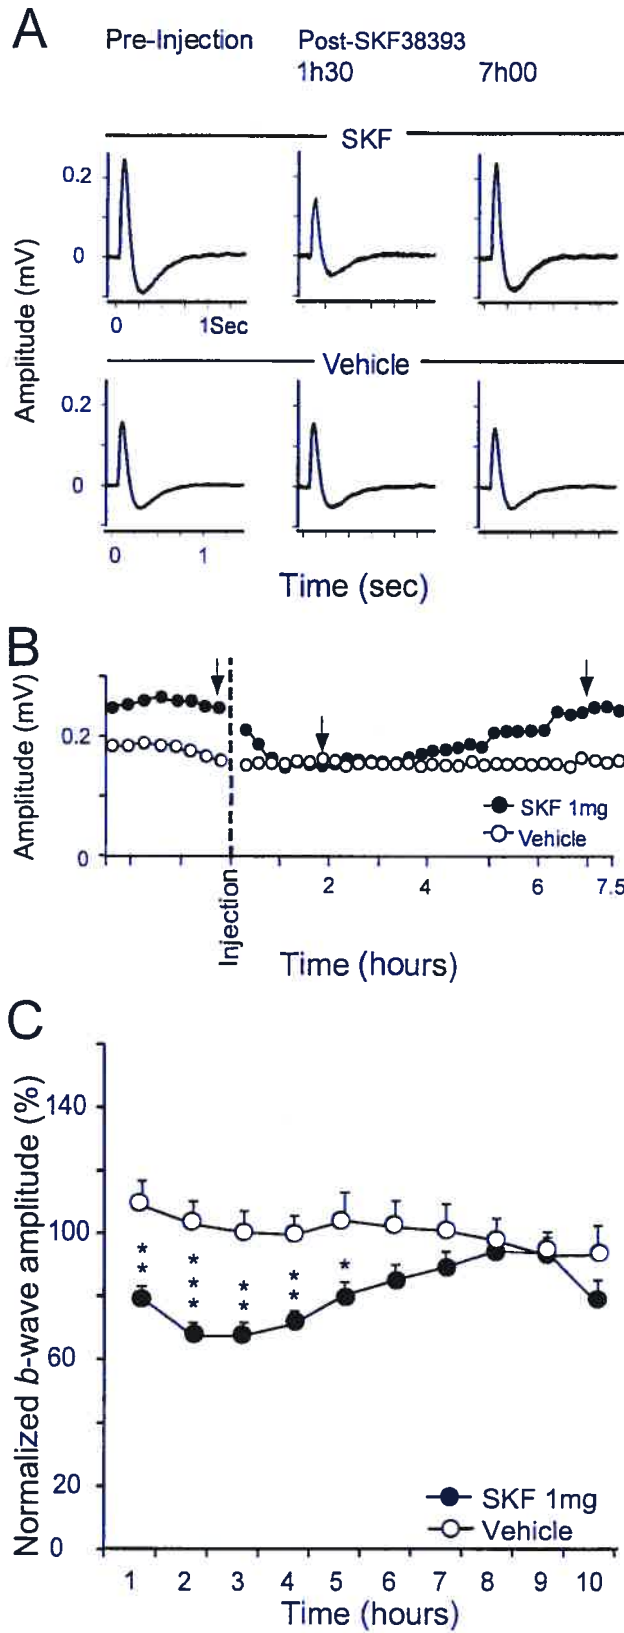 A
Pre-Injection
Post-SKF38393
1h30
7h00
SKF
0.2
0
0
1Sec
Amplitude (mV)
Vehicle
0.2
0
0
1
Time (sec)
B
Amplitude (mV)
0.2
0
SKF 1mg
Vehicle
Injection
2
4
6
7.5
Time (hours)
C
Normalized b-wave amplitude (%)
140
100
60
20
0
**
***
**
**
*
SKF 1mg
Vehicle
1 2 3 4 5 6 7 8 9 10
Time (hours)